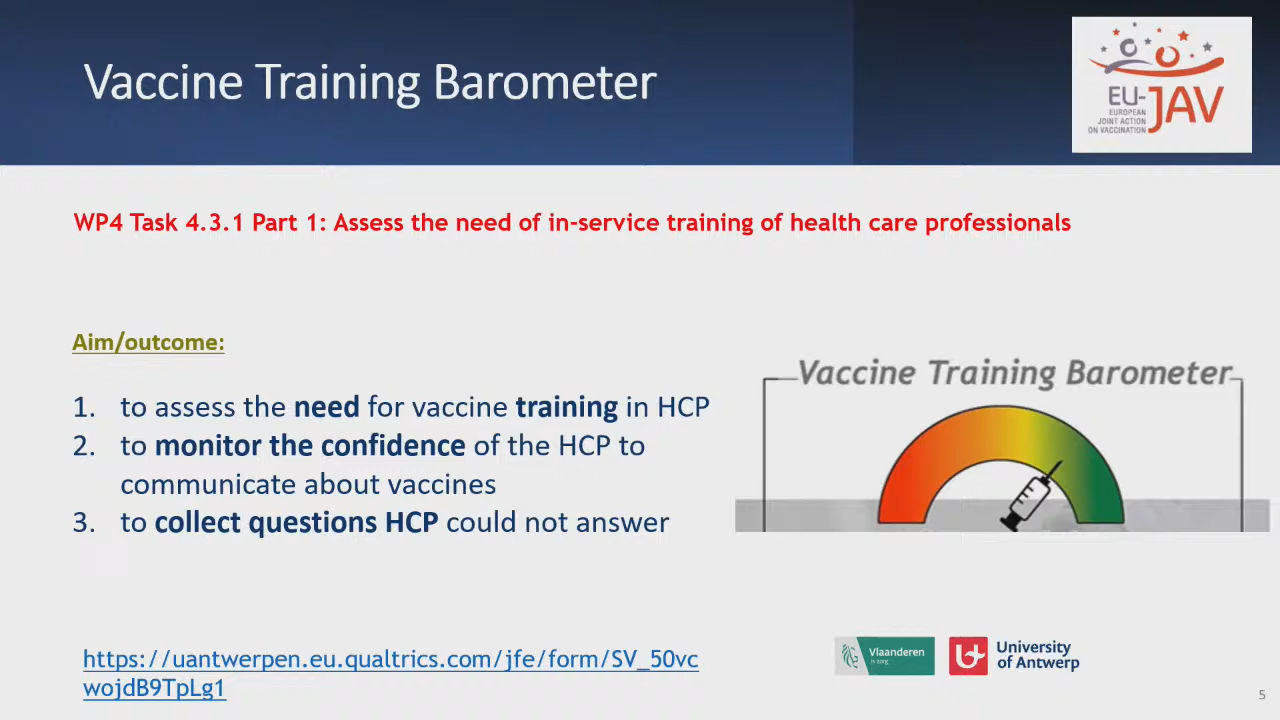 Vaccine Training Barometer
EU-
JAV
EUROPEAN
JOINT ACTION
ON VACCINATION
WP4 Task 4.3.1 Part 1: Assess the need of in-service training of health care professionals
Aim/outcome:
1. to assess the need for vaccine training in HCP
2. to monitor the confidence of the HCP to
communicate about vaccines
3. to collect questions HCP could not answer
Vaccine Training Barometer
https://uantwerpen.eu.qualtrics.com/jfe/form/SV_50vc
wojdB9TpLg1
Vlaanderen
is zorg
University
of Antwerp
5